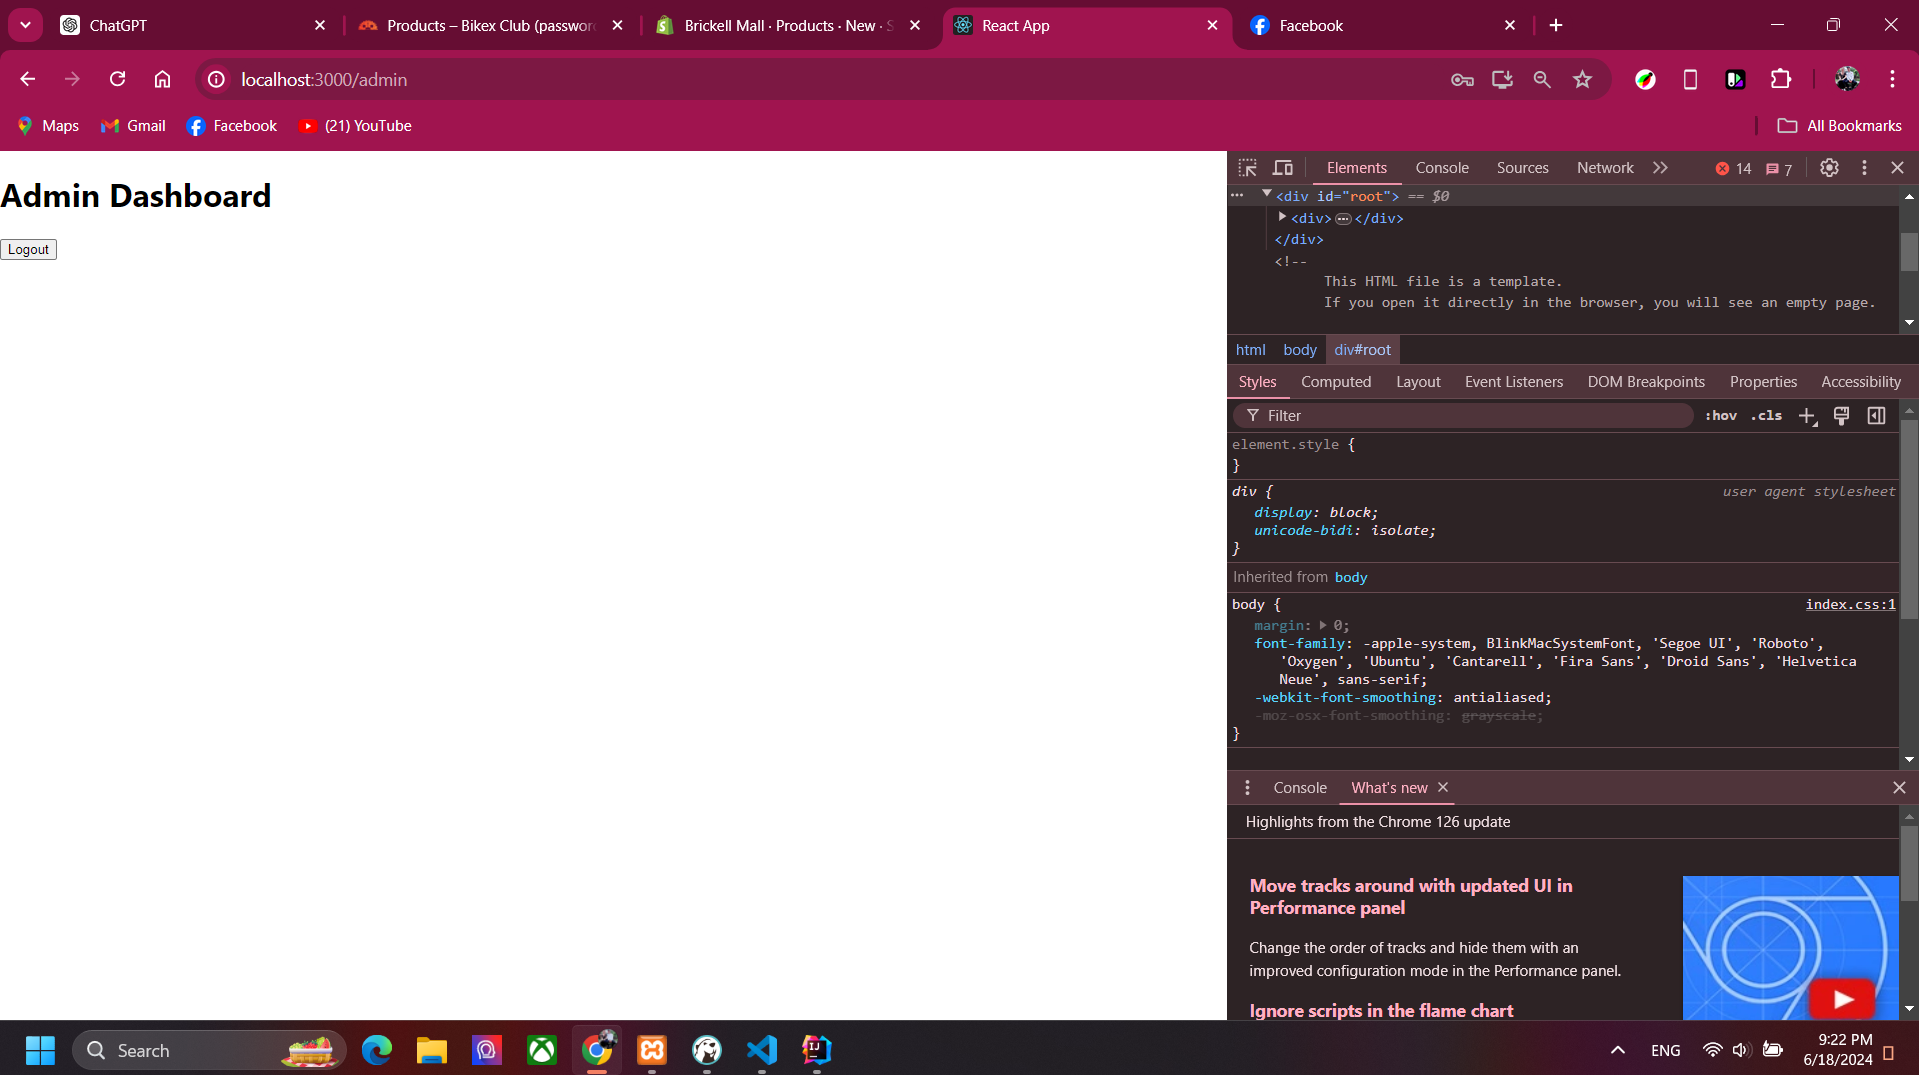 ChatGPT
Products – Bikex Club (password
Brickell Mall · Products · New · S
React App
Facebook
localhost:3000/admin
Maps
Gmail
Facebook
(21) YouTube
All Bookmarks
Admin Dashboard
Logout
Elements
Console
Sources
Network
14
7
<div id="root"> == $0
<div> ••• </div>
</div>
<!--
This HTML file is a template.
If you open it directly in the browser, you will see an empty page.
html
body
div#root
Styles
Computed
Layout
Event Listeners
DOM Breakpoints
Properties
Accessibility
Filter
:hov
.cls
element.style {
}
div {
user agent stylesheet
display: block;
unicode-bidi: isolate;
}
Inherited from body
body {
index.css:1
margin: 0;
font-family: -apple-system, BlinkMacSystemFont, 'Segoe UI', 'Roboto',
'Oxygen', 'Ubuntu', 'Cantarell', 'Fira Sans', 'Droid Sans', 'Helvetica
Neue', sans-serif;
-webkit-font-smoothing: antialiased;
-moz-osx-font-smoothing: grayscale;
}
Console
What's new
Highlights from the Chrome 126 update
Move tracks around with updated UI in
Performance panel
Change the order of tracks and hide them with an
improved configuration mode in the Performance panel.
Ignore scripts in the flame chart
Search
ENG
9:22 PM
6/18/2024